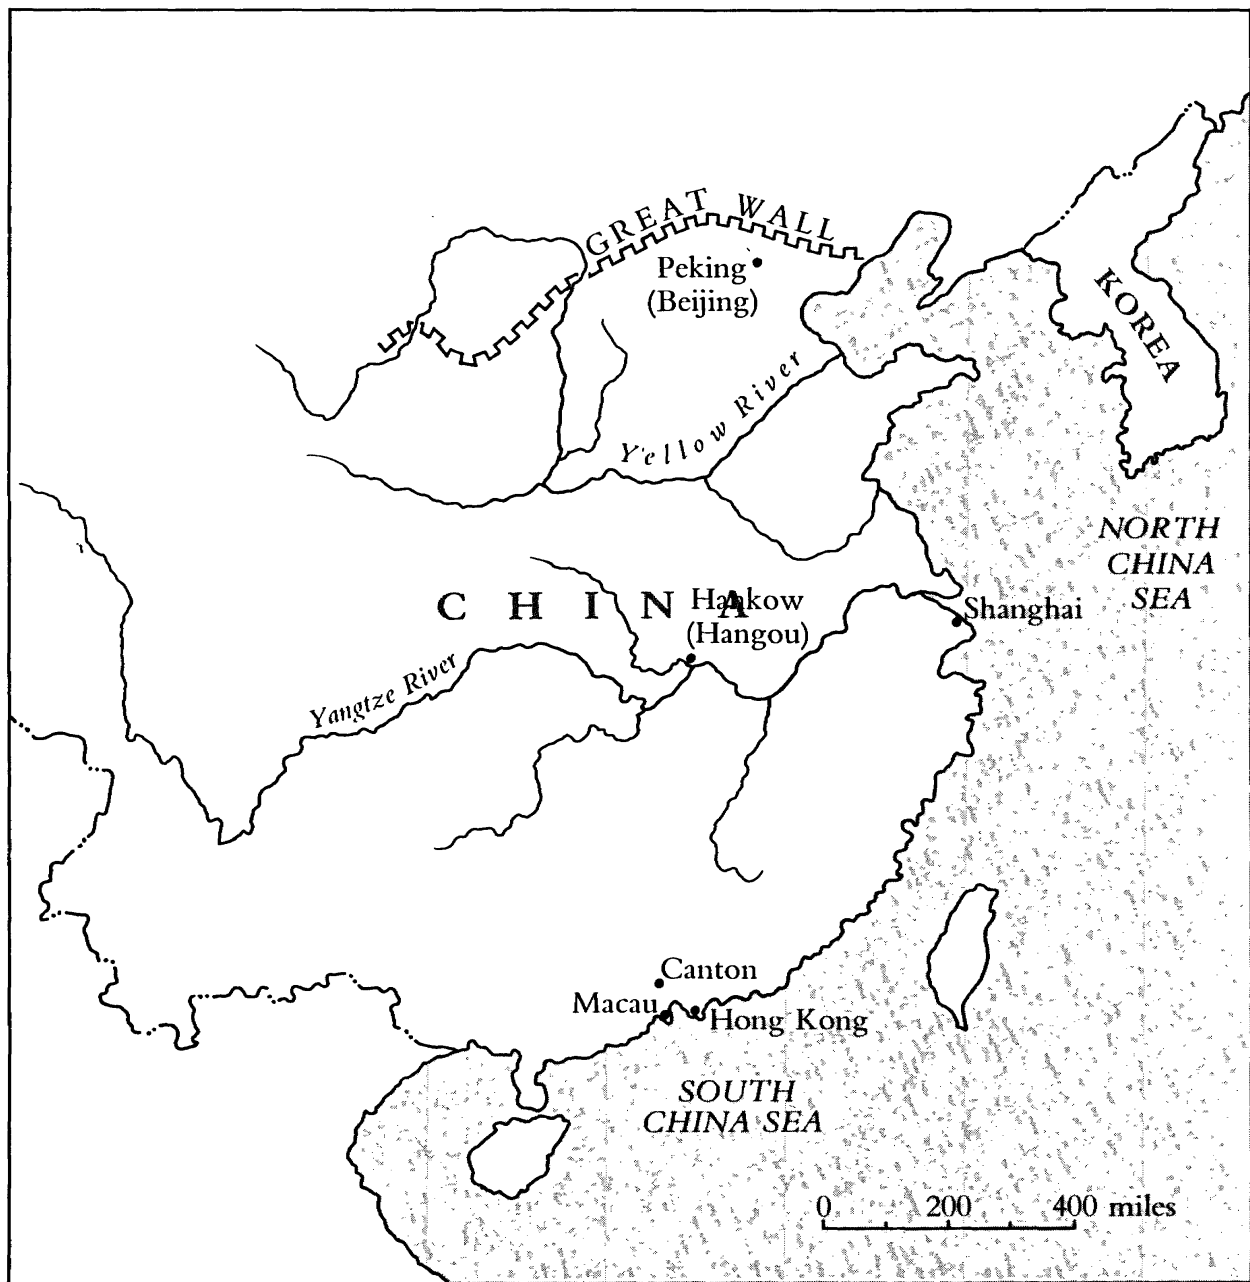 GREAT WALL
Peking
(Beijing)
KOREA
Yellow River
NORTH
CHINA
SEA
CHINA
Hankow
(Hangou)
Shanghai
Yangtze River
Canton
Macau
Hong Kong
SOUTH
CHINA SEA
0 200 400 miles